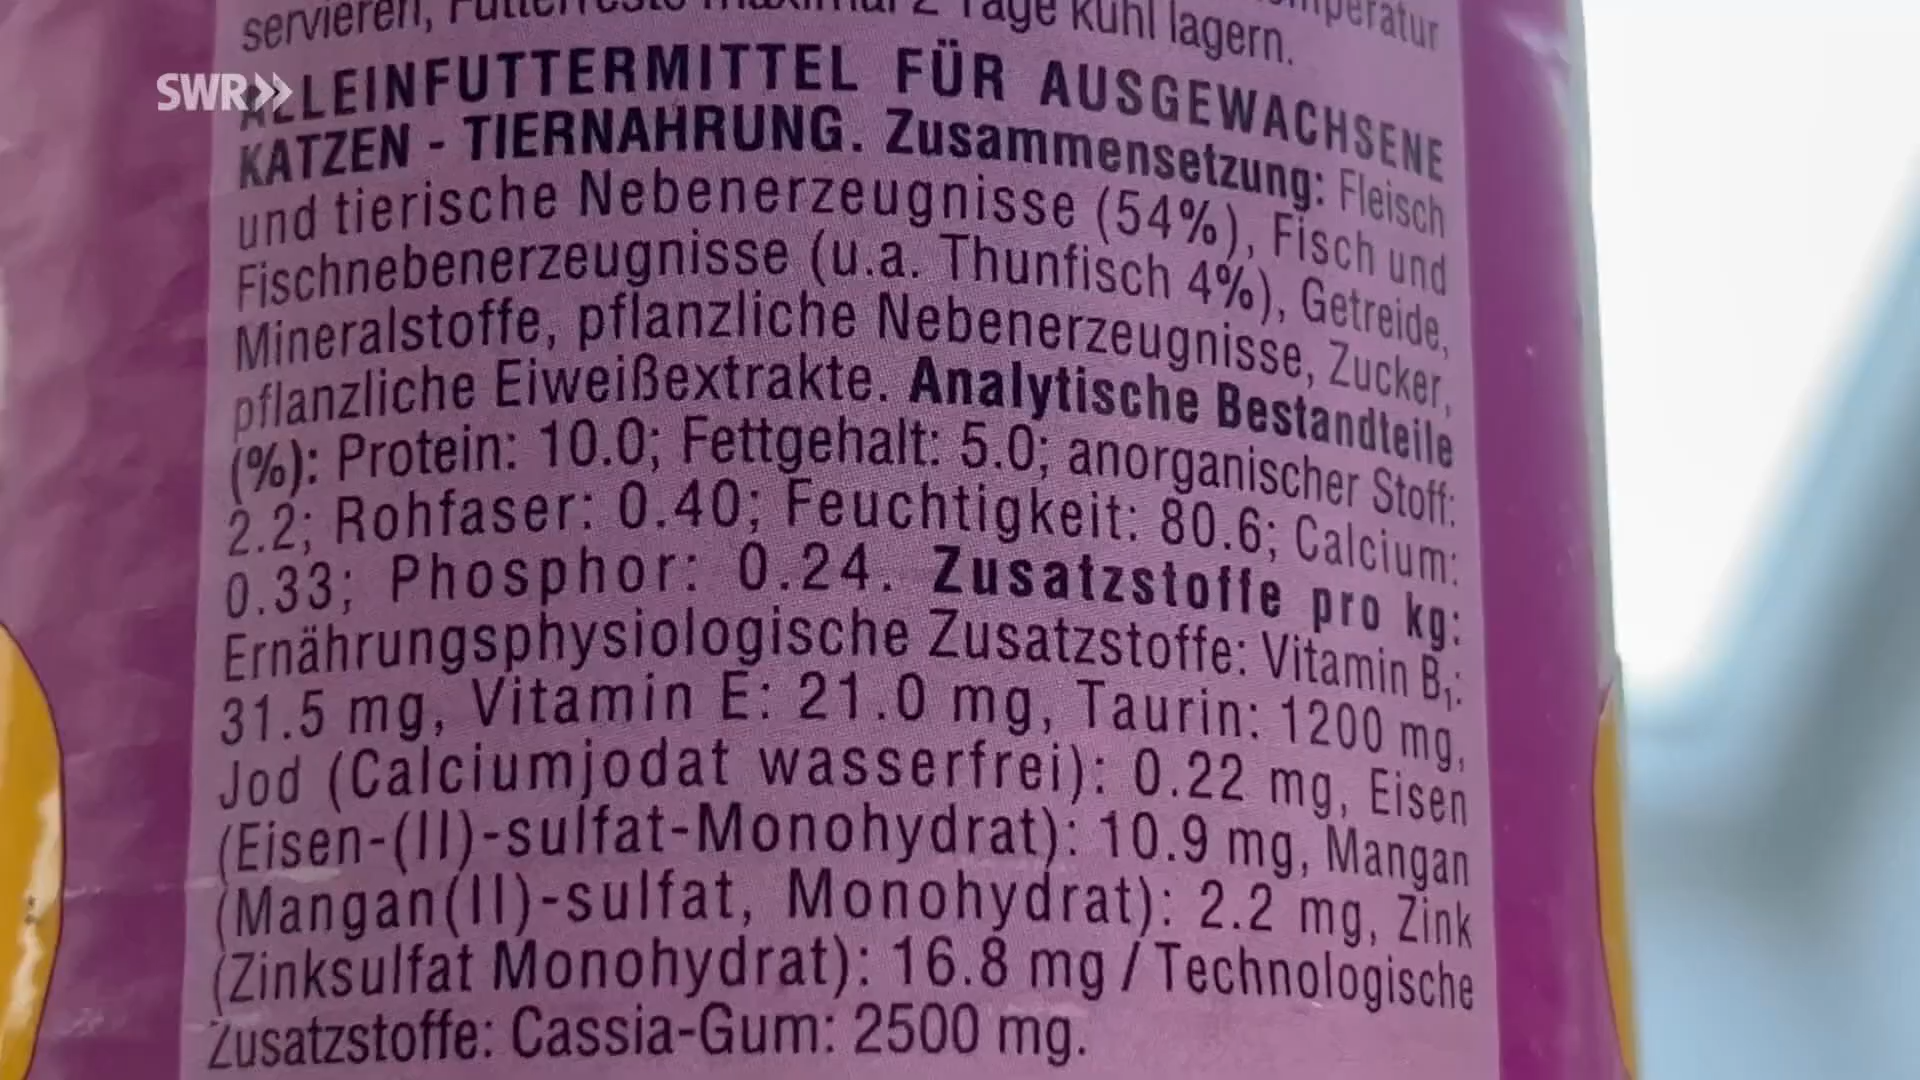 servieren, Futterreste maximal 2 Tage kühl lagern.
SWR
ALLEINFUTTERMITTEL FÜR AUSGEWACHSENE
KATZEN - TIERNAHRUNG. Zusammensetzung: Fleisch
und tierische Nebenerzeugnisse (54%), Fisch und
Fischnebenerzeugnisse (u.a. Thunfisch 4%), Getreide,
Mineralstoffe, pflanzliche Nebenerzeugnisse, Zucker,
pflanzliche Eiweißextrakte. Analytische Bestandteile
(%): Protein: 10.0; Fettgehalt: 5.0; anorganischer Stoff:
2.2; Rohfaser: 0.40; Feuchtigkeit: 80.6; Calcium:
0.33; Phosphor: 0.24. Zusatzstoffe pro kg:
Ernährungsphysiologische Zusatzstoffe: Vitamin B₁:
31.5 mg, Vitamin E: 21.0 mg, Taurin: 1200 mg,
Jod (Calciumjodat wasserfrei): 0.22 mg, Eisen
(Eisen-(II)-sulfat-Monohydrat): 10.9 mg, Mangan
(Mangan(II)-sulfat, Monohydrat): 2.2 mg, Zink
(Zinksulfat Monohydrat): 16.8 mg / Technologische
Zusatzstoffe: Cassia-Gum: 2500 mg.